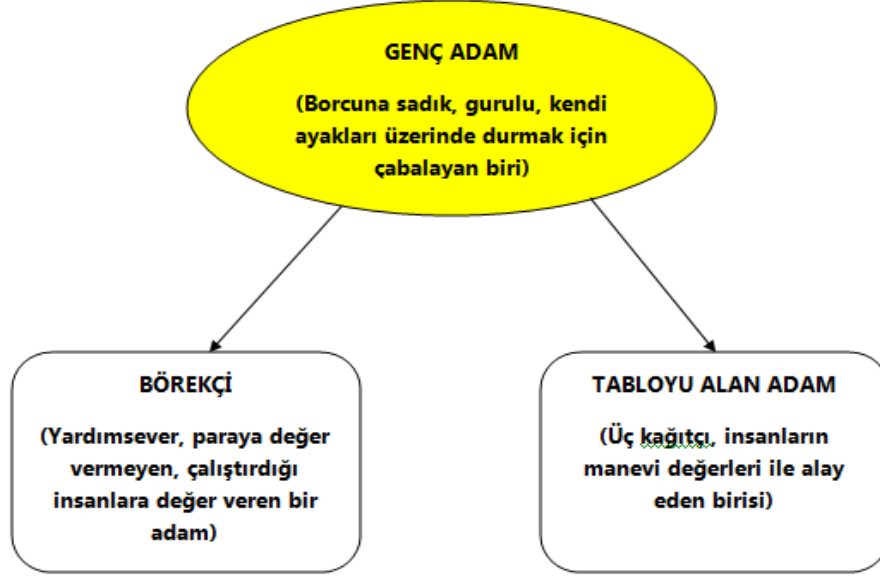 GENÇ ADAM
(Borcuna sadık, gurulu, kendi
ayakları üzerinde durmak için
çabalayan biri)
BÖREKÇİ
(Yardımsever, paraya değer
vermeyen, çalıştırdığı
insanlara değer veren bir
adam)
TABLOYU ALAN ADAM
(Üç kağıtçı, insanların
manevi değerleri ile alay
eden birisi)